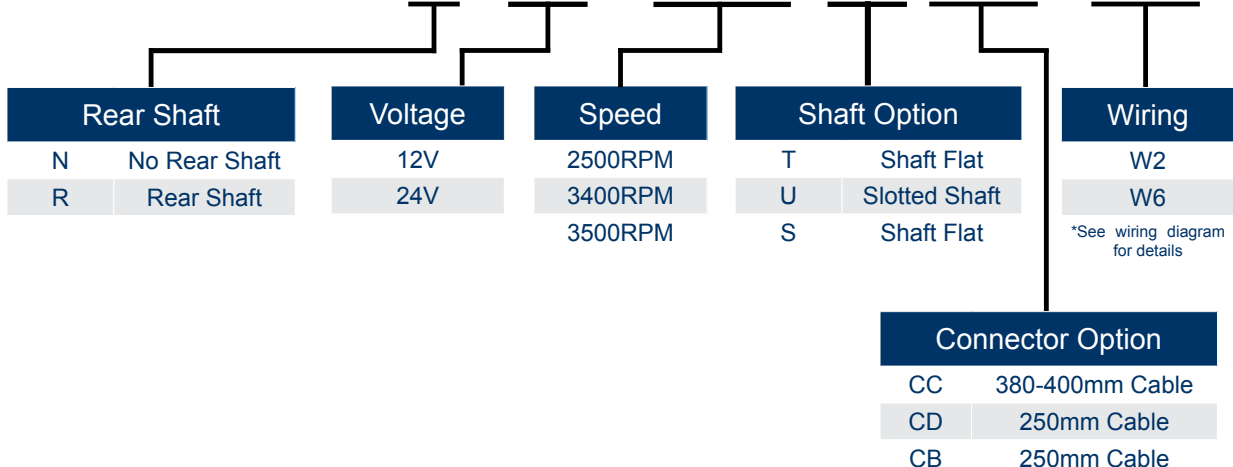 Rear Shaft
N No Rear Shaft
R Rear Shaft
Voltage
12V
24V
Speed
2500RPM
3400RPM
3500RPM
Shaft Option
T Shaft Flat
U Slotted Shaft
S Shaft Flat
Wiring
W2
W6
*See wiring diagram
for details
Connector Option
CC 380-400mm Cable
CD 250mm Cable
CB 250mm Cable